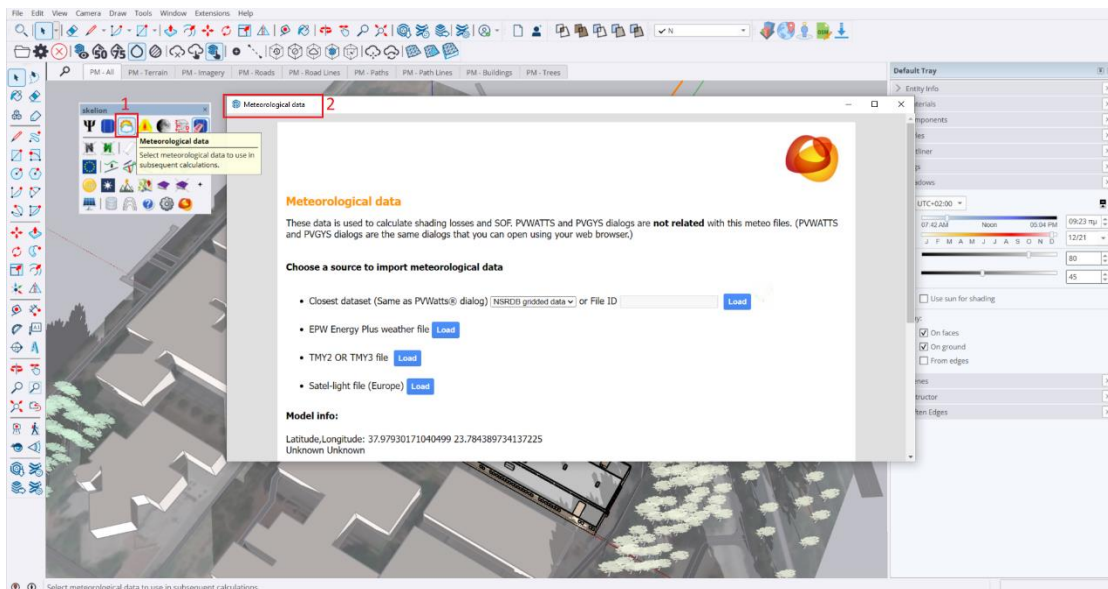 File Edit View Camera Draw Tools Window Extensions Help
N
PM - All PM - Terrain PM - Imagery PM - Roads PM - Road Lines PM - Paths PM - Path Lines PM - Buildings PM - Trees
Default Tray
Entity Info
1
skelion
Meteorological data
Select meteorological data to use in
subsequent calculations.
Meteorological data
2
Meteorological data
These data is used to calculate shading losses and SOF. PVWATTS and PVGYS dialogs are not related with this meteo files. (PVWATTS
and PVGYS dialogs are the same dialogs that you can open using your web browser.)
Choose a source to import meteorological data
• Closest dataset (Same as PVWatts® dialog) NSRDB gridded data or File ID Load
• EPW Energy Plus weather file Load
• TMY2 OR TMY3 file Load
• Satel-light file (Europe) Load
Model info:
Latitude,Longitude: 37.97930171040499 23.784389734137225
Unknown Unknown
UTC+02:00
07:42 AM Noon 05:04 PM
09:23 πμ
J F M A M J J A S O N D
12/21
80
45
Use sun for shading
On faces
On ground
From edges
Select meteorological data to use in subsequent calculations.